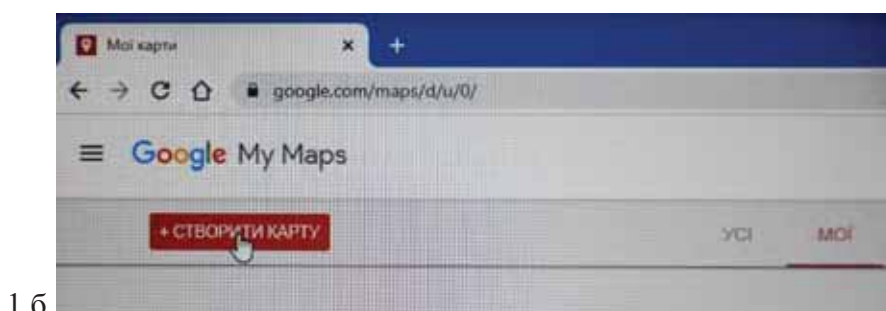 Мої карти
google.com/maps/d/u/0/
Google My Maps
+ СТВОРИТИ КАРТУ
УСІ МОЇ
1 б